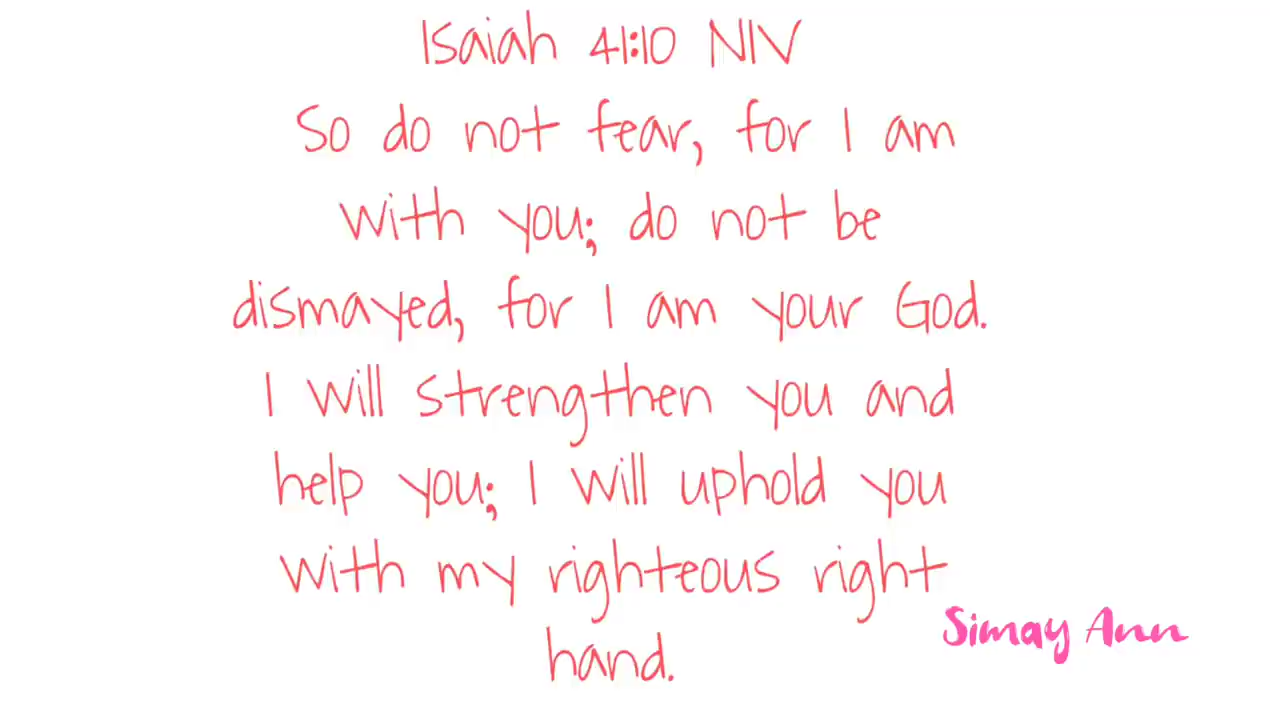 Isaiah 41:10 NIV
So do not fear, for I am
with you; do not be
dismayed, for I am your God.
I will strengthen you and
help you; I will uphold you
with my righteous right
hand.
Simay Ann